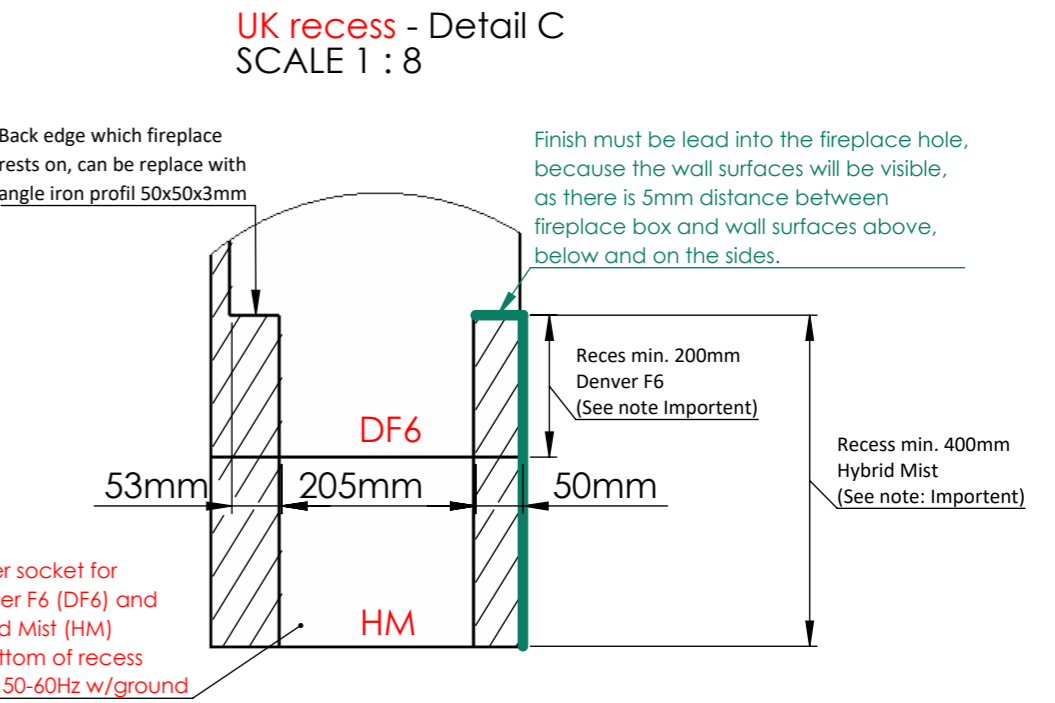 UK recess - Detail C
SCALE 1 : 8
Back edge which fireplace
rests on, can be replace with
angle iron profil 50x50x3mm
Finish must be lead into the fireplace hole,
because the wall surfaces will be visible,
as there is 5mm distance between
fireplace box and wall surfaces above,
below and on the sides.
Reces min. 200mm
Denver F6
(See note Importent)
DF6
Recess min. 400mm
Hybrid Mist
(See note: Importent)
53mm
205mm
50mm
socket for
F6 (DF6) and
Mist (HM)
of recess
50-60Hz w/ground
HM